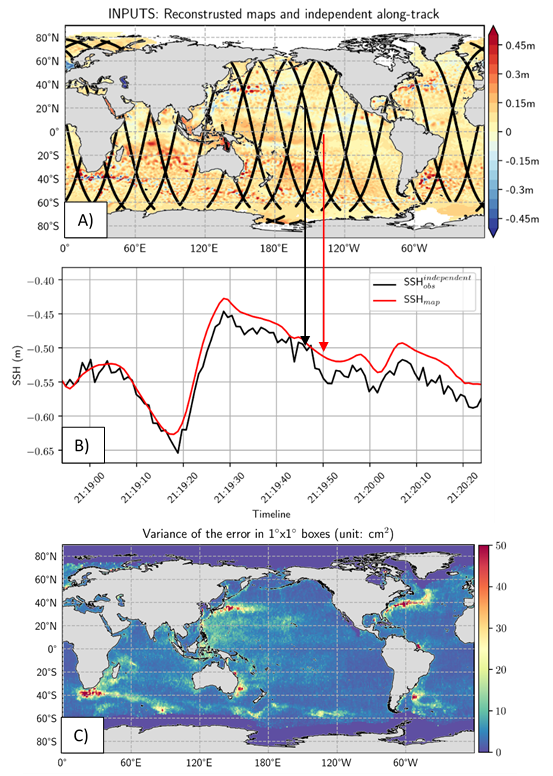 INPUTS: Reconstrusted maps and independent along-track
80°N
60°N
40°N
20°N
0°
20°S
40°S
60°S
80°S
A)
0° 60°E 120°E 180° 120°W 60°W
0.45m
0.3m
0.15m
0
-0.15m
-0.3m
-0.45m
SSH (m)
−0.40
−0.45
−0.50
−0.55
−0.60
−0.65
SSH_{obs}^{independent}
SSH_{map}
B)
21:19:00 21:19:10 21:19:20 21:19:30 21:19:40 21:19:50 21:20:00 21:20:10 21:20:20
Timeline
Variance of the error in 1°x1° boxes (unit: cm²)
80°N
60°N
40°N
20°N
0°
20°S
40°S
60°S
80°S
C)
0° 60°E 120°E 180° 120°W 60°W
50
40
30
20
10
0